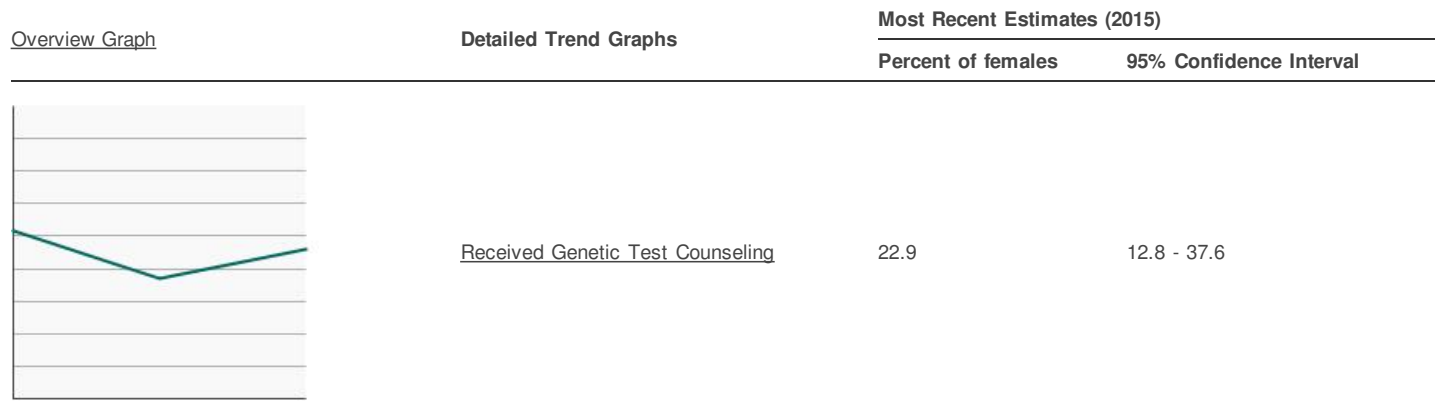 Overview Graph
Detailed Trend Graphs
Most Recent Estimates (2015)
Percent of females
95% Confidence Interval
Received Genetic Test Counseling
22.9
12.8 - 37.6